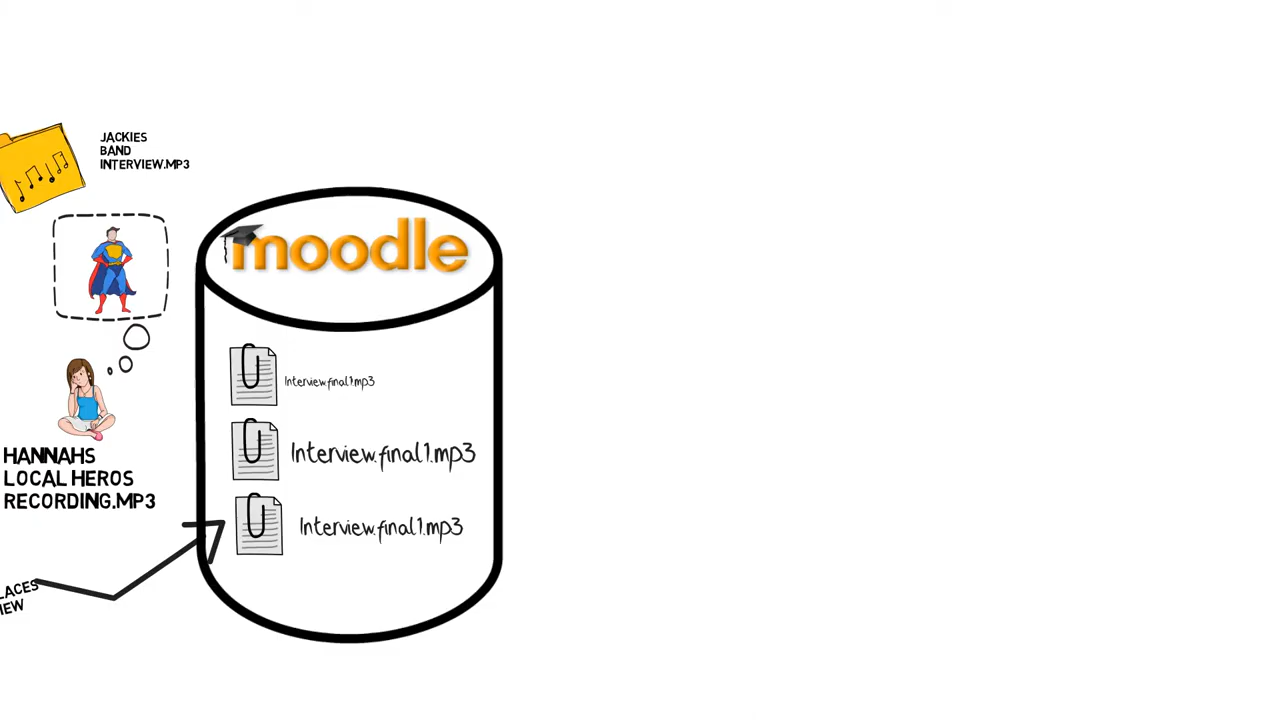 JACKIES
BAND
INTERVIEW.MP3
moodle
Interview.final1.mp3
Interview.final1.mp3
HANNAHS
LOCAL HEROS
RECORDING.MP3
Interview.final1.mp3